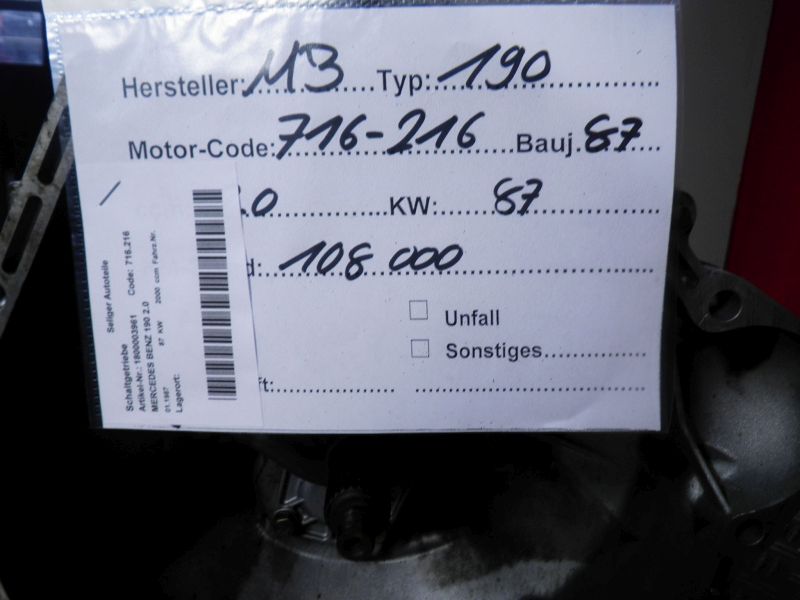 Hersteller: MB Typ: 190
Motor-Code: 716-216 Bauj. 87
.0 KW: 87
d: 108 000
Unfall
Sonstiges
ft:
Seliger Autoteile
Schaltgetriebe Code: 716.216
Artikel-Nr.: 1800003961
MERCEDES BENZ 190 2.0
01.1987 87 KW 2000 ccm Fahrz.Nr.
Lagerort: